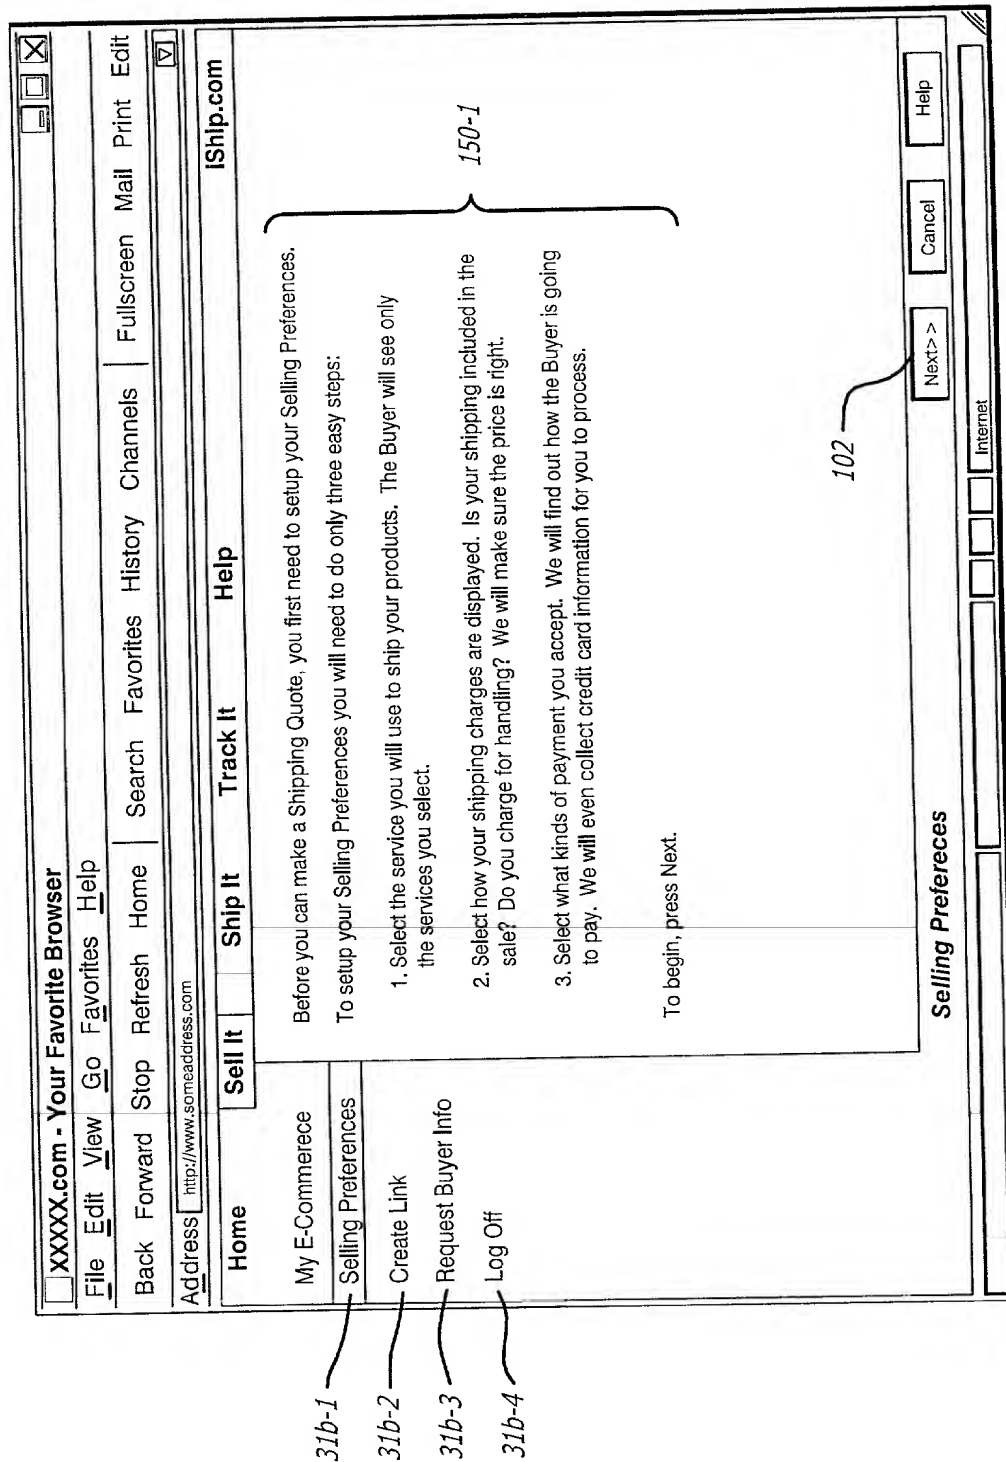 XXXXX.com - Your Favorite Browser
File Edit View Go Favorites Help
Back Forward Stop Refresh Home Search Favorites History Channels Fullscreen Mail Print Edit
Address http://www.someaddress.com
Home Sell It Ship It Track It Help iShip.com
My E-Commerece
Selling Preferences
Create Link
Request Buyer Info
Log Off
31b-1
31b-2
31b-3
31b-4
Before you can make a Shipping Quote, you first need to setup your Selling Preferences.
To setup your Selling Preferences you will need to do only three easy steps:
1. Select the service you will use to ship your products. The Buyer will see only
the services you select.
2. Select how your shipping charges are displayed. Is your shipping included in the
sale? Do you charge for handling? We will make sure the price is right.
3. Select what kinds of payment you accept. We will find out how the Buyer is going
to pay. We will even collect credit card information for you to process.
To begin, press Next.
150-1
102
Selling Prefereces
Next> > Cancel Help
Internet